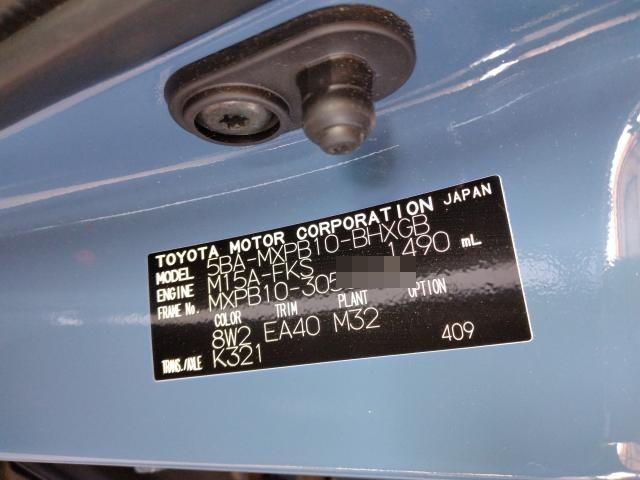 TOYOTA MOTOR CORPORATION JAPAN
MODEL 5BA-MXPB10-BHXGB
ENGINE M15A-FKS 1490 mL
FRAME No. MXPB10-305
COLOR TRIM PLANT OPTION
8W2 EA40 M32
TRANS./AXLE K321 409